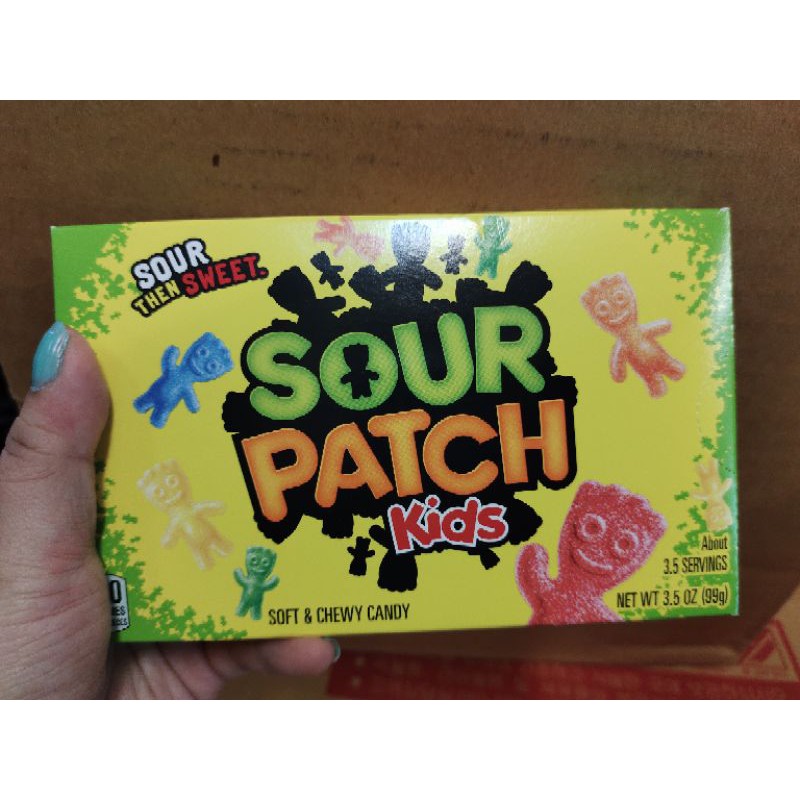 SOUR
THEN SWEET.
SOUR
PATCH
Kids
SOFT & CHEWY CANDY
About
3.5 SERVINGS
NET WT 3.5 OZ (99g)